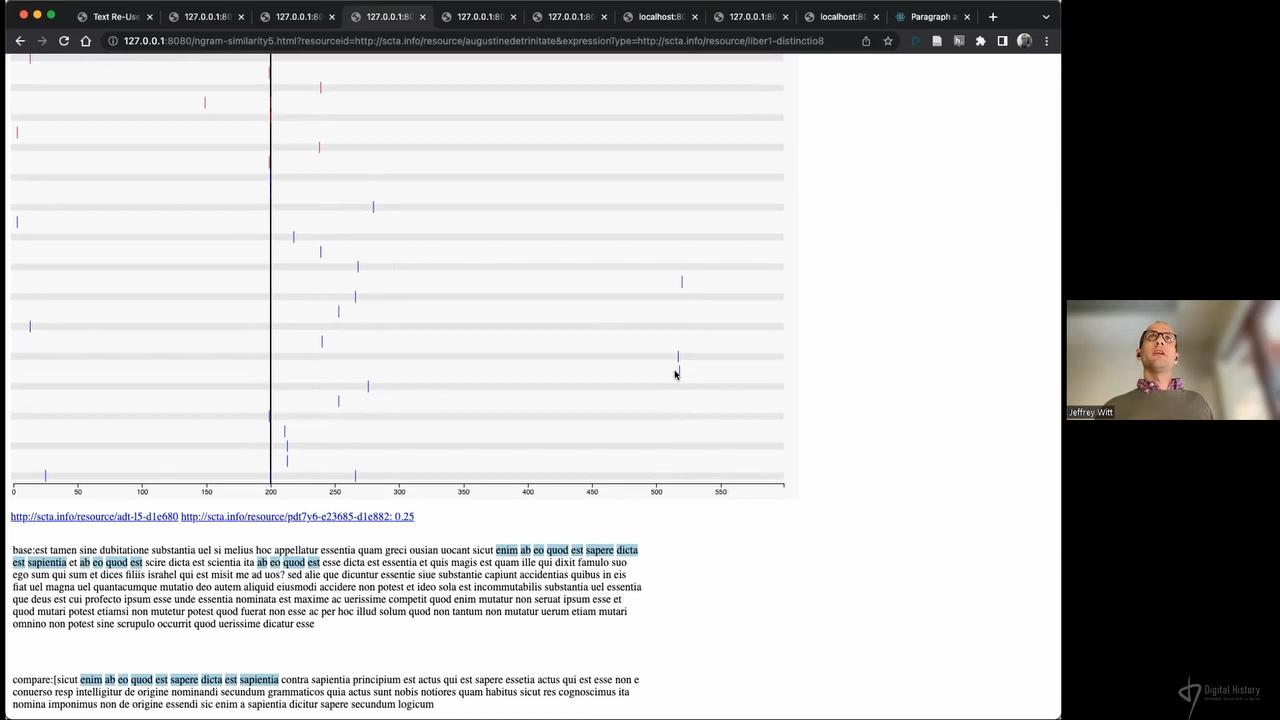 Text Re-Us
127.0.0.1:80
127.0.0.1:80
127.0.0.1:80
127.0.0.1:80
127.0.0.1:80
localhost:80
127.0.0.1:80
localhost:80
Paragraph a
127.0.0.1:8080/ngram-similarity5.html?resourceid=http://scta.info/resource/augustinedetrinitate&expressionType=http://scta.info/resource/liber1-distinctio8
0 50 100 150 200 250 300 350 400 450 500 550
http://scta.info/resource/adt-l5-d1e680 http://scta.info/resource/pdt7y6-e23685-d1e882: 0.25
base:est tamen sine dubitatione substantia uel si melius hoc appellatur essentia quam greci ousian uocant sicut enim ab eo quod est sapere dicta
est sapientia et ab eo quod est scire dicta est scientia ita ab eo quod est esse dicta est essentia et quis magis est quam ille qui dixit famulo suo
ego sum qui sum et dices filiis israhel qui est misit me ad uos? sed alie que dicuntur essentie siue substantie capiunt accidentias quibus in eis
fiat uel magna uel quantacumque mutatio deo autem aliquid eiusmodi accidere non potest et ideo sola est incommutabilis substantia uel essentia
que deus est cui profecto ipsum esse unde essentia nominata est maxime ac uerissime competit quod enim mutatur non seruat ipsum esse et
quod mutari potest etiamsi non mutetur potest quod fuerat non esse ac per hoc illud solum quod non tantum non mutatur uerum etiam mutari
omnino non potest sine scrupulo occurrit quod uerissime dicatur esse
compare:[sicut enim ab eo quod est sapere dicta est sapientia contra sapientia principium est actus qui est sapere essetia actus qui est esse non e
conuerso resp intelligitur de origine nominandi secundum grammaticos quia actus sunt nobis notiores quam habitus sicut res cognoscimus ita
nomina imponimus non de origine essendi sic enim a sapientia dicitur sapere secundum logicum
Jeffrey Witt
Digital History